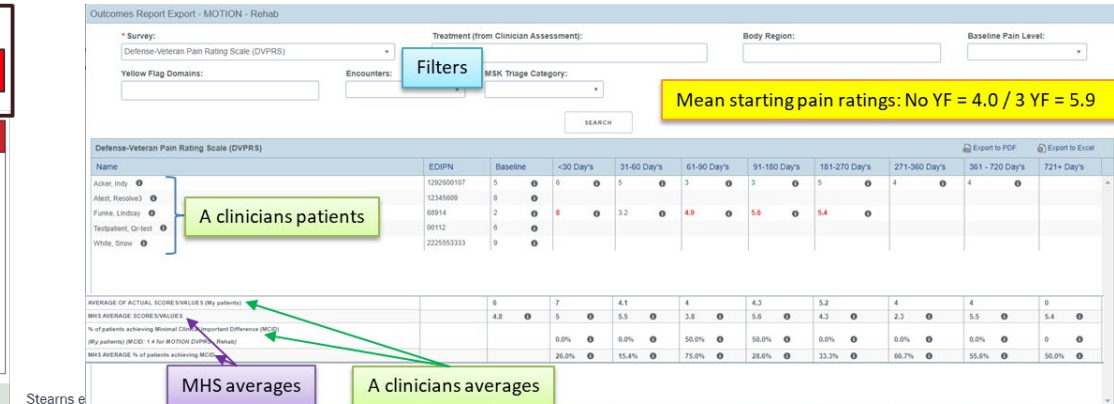 Outcomes Report Export - MOTION - Rehab
* Survey: Treatment (from Clinician Assessment): Body Region: Baseline Pain Level:
Defense-Veteran Pain Rating Scale (DVPRS)
Yellow Flag Domains: Encounters: MSK Triage Category:
Filters
Mean starting pain ratings: No YF = 4.0 / 3 YF = 5.9
SEARCH
Defense-Veteran Pain Rating Scale (DVPRS) Export to PDF Export to Excel
Name EDIPN Baseline <30 Day's 31-60 Day's 61-90 Day's 91-180 Day's 181-270 Day's 271-360 Day's 361 - 720 Day's 721+ Day's
Acker, Indy 1292600107 5 6 5 3 3 5 4 4
Atest, Resolve3 12345609 8
Funke, Lindsay 68914 2 8 3.2 4.9 5.6 5.4
Testpatient, Qr-test 00112 6
White, Snow 2225553333 9
A clinicians patients
AVERAGE OF ACTUAL SCORES/VALUES (My patients) 6 7 4.1 4 4.3 5.2 4 4 0
MHS AVERAGE SCORES/VALUES 4.8 5 5.5 3.8 5.6 4.3 2.3 5.5 5.4
% of patients achieving Minimal Clinical Important Difference (MCID)
(My patients) (MCID: 1.4 for MOTION DVPRS - Rehab) 0.0% 0.0% 50.0% 50.0% 0.0% 0.0% 0.0% 0
MHS AVERAGE % of patients achieving MCID 26.0% 15.4% 75.0% 28.6% 33.3% 66.7% 55.6% 50.0%
MHS averages
A clinicians averages
Stearns e